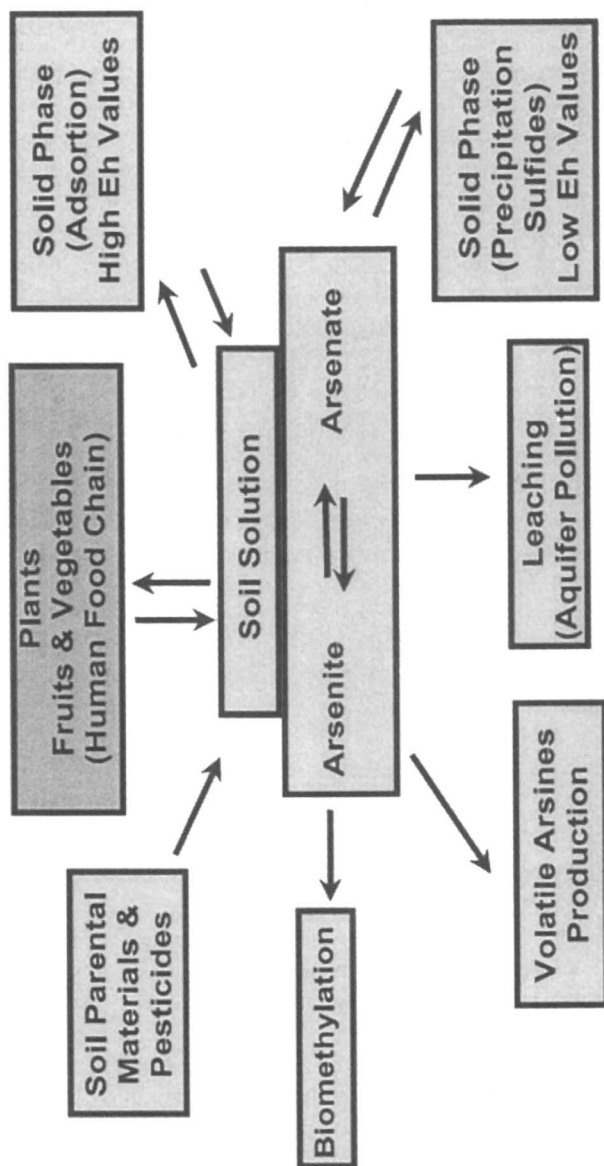 Soil Parental
Materials &
Pesticides
Plants
Fruits & Vegetables
(Human Food Chain)
Solid Phase
(Adsortion)
High Eh Values
Soil Solution
Arsenite
Arsenate
Biomethylation
Volatile Arsines
Production
Leaching
(Aquifer Pollution)
Solid Phase
(Precipitation
Sulfides)
Low Eh Values